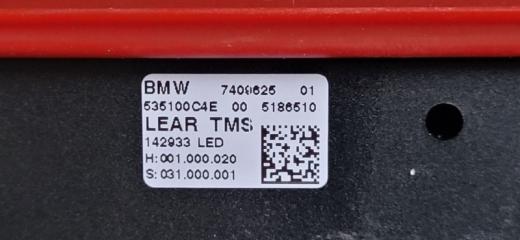 BMW 7409625 01
535100C4E 00 5186510
LEAR TMS
142933 LED
H: 001.000.020
S: 031.000.001